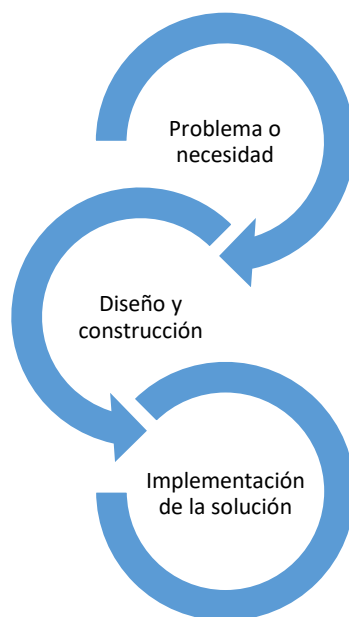 Problema o
necesidad
Diseño y
construcción
Implementación
de la solución